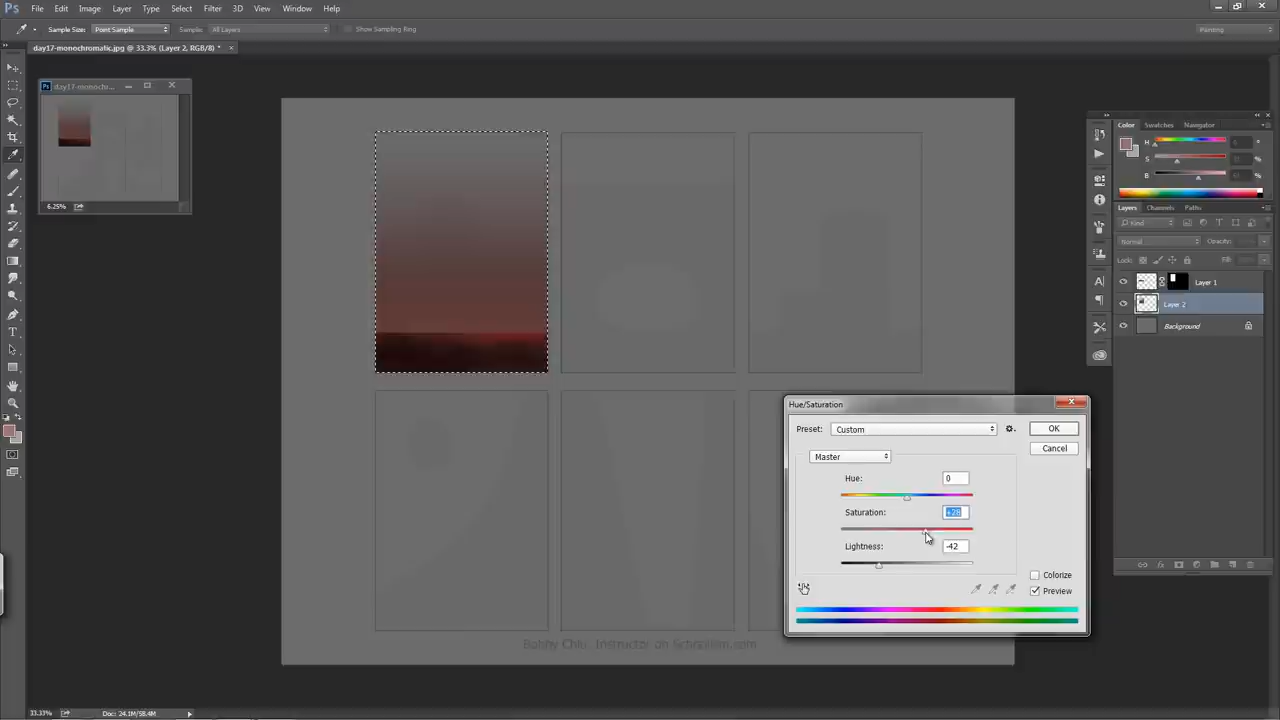 Ps File Edit Image Layer Type Select Filter 3D View Window Help
Sample Size: Point Sample Sample: All Layers Show Sampling Ring Painting
day17-monochromatic.jpg @ 33.3% (Layer 2, RGB/8) * ×
Ps day17-monochr...
6.25%
Color Swatches Navigator
H °
S %
B %
Layers Channels Paths
Kind
Normal Opacity:
Lock: Fill:
Layer 1
Layer 2
Background
Hue/Saturation
Preset: Custom OK
Cancel
Master
Hue: 0
Saturation: +28
Lightness: -42
Colorize
Preview
Bobby Chiu, Instructor on Schoolism.com
33.33% Doc: 24.1M/58.4M